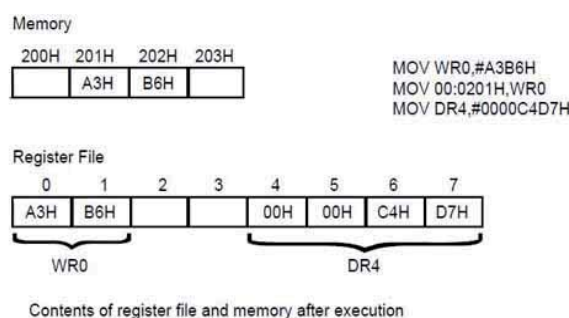 Memory
200H 201H 202H 203H
A3H B6H
MOV WR0,#A3B6H
MOV 00:0201H,WR0
MOV DR4,#0000C4D7H
Register File
0 1 2 3 4 5 6 7
A3H B6H 00H 00H C4H D7H
WR0 DR4
Contents of register file and memory after execution